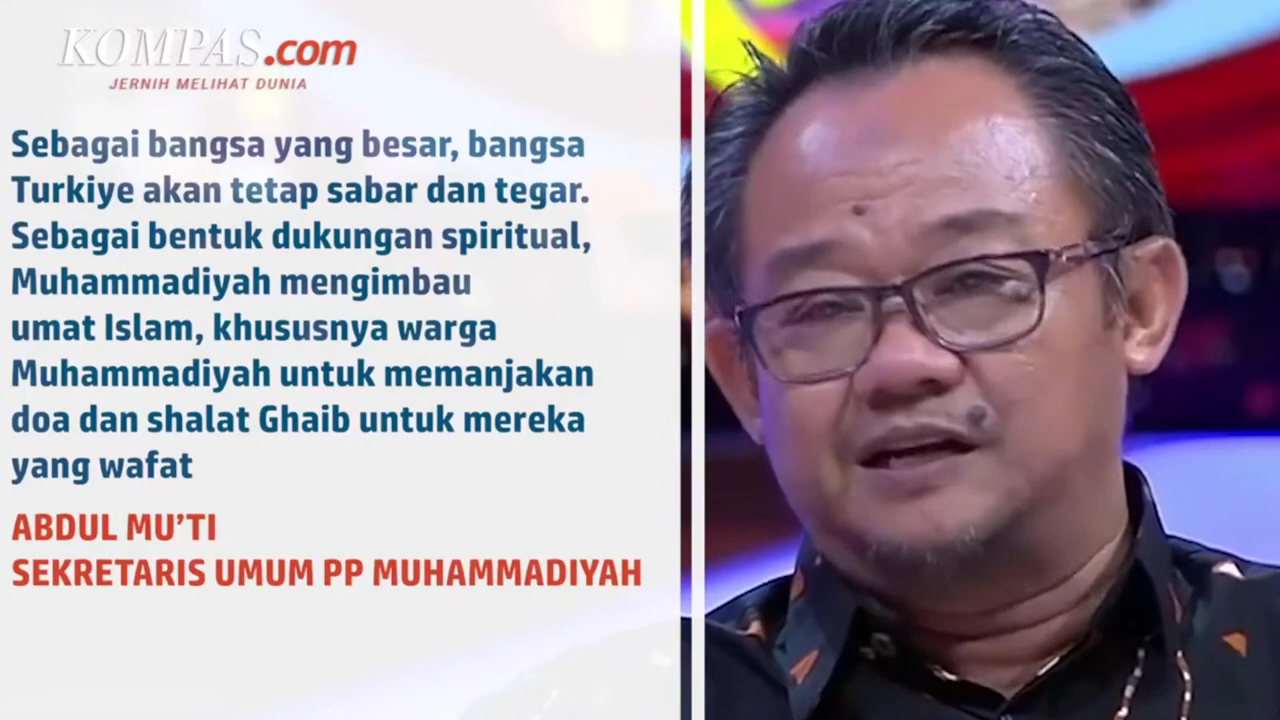 KOMPAS.com
JERNIH MELIHAT DUNIA
Sebagai bangsa yang besar, bangsa
Turkiye akan tetap sabar dan tegar.
Sebagai bentuk dukungan spiritual,
Muhammadiyah mengimbau
umat Islam, khususnya warga
Muhammadiyah untuk memanjakan
doa dan shalat Ghaib untuk mereka
yang wafat
ABDUL MU’TI
SEKRETARIS UMUM PP MUHAMMADIYAH